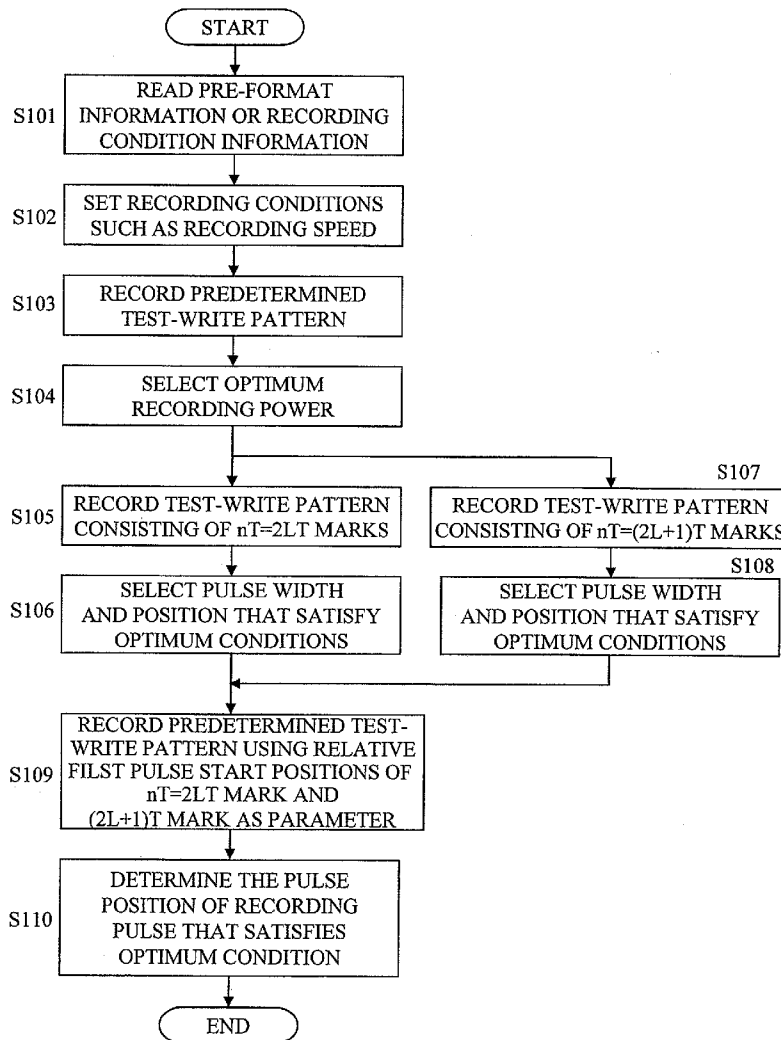 START
S101
READ PRE-FORMAT
INFORMATION OR RECORDING
CONDITION INFORMATION
S102
SET RECORDING CONDITIONS
SUCH AS RECORDING SPEED
S103
RECORD PREDETERMINED
TEST-WRITE PATTERN
S104
SELECT OPTIMUM
RECORDING POWER
S105
RECORD TEST-WRITE PATTERN
CONSISTING OF nT=2LT MARKS
S107
RECORD TEST-WRITE PATTERN
CONSISTING OF nT=(2L+1)T MARKS
S106
SELECT PULSE WIDTH
AND POSITION THAT SATISFY
OPTIMUM CONDITIONS
S108
SELECT PULSE WIDTH
AND POSITION THAT SATISFY
OPTIMUM CONDITIONS
S109
RECORD PREDETERMINED TEST-
WRITE PATTERN USING RELATIVE
FILST PULSE START POSITIONS OF
nT=2LT MARK AND
(2L+1)T MARK AS PARAMETER
S110
DETERMINE THE PULSE
POSITION OF RECORDING
PULSE THAT SATISFIES
OPTIMUM CONDITION
END